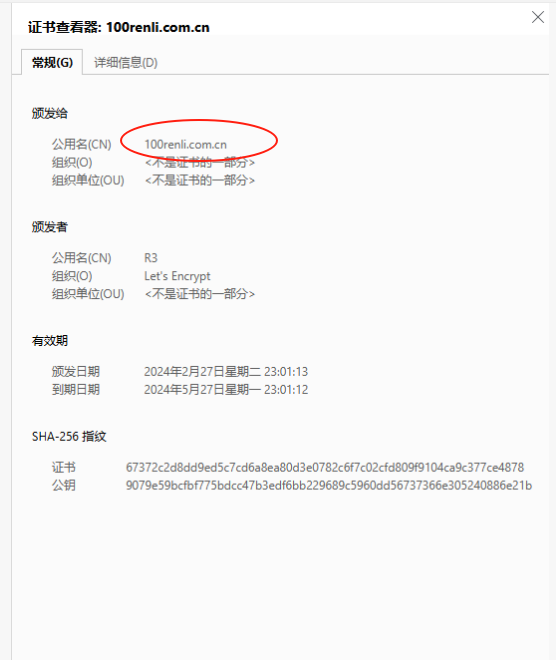 证书查看器: 100renli.com.cn
常规(G) 详细信息(D)
颁发给
公用名(CN) 100renli.com.cn
组织(O) <不是证书的一部分>
组织单位(OU) <不是证书的一部分>
颁发者
公用名(CN) R3
组织(O) Let's Encrypt
组织单位(OU) <不是证书的一部分>
有效期
颁发日期 2024年2月27日星期二 23:01:13
到期日期 2024年5月27日星期一 23:01:12
SHA-256 指纹
证书 67372c2d8dd9ed5c7cd6a8ea80d3e0782c6f7c02cfd809f9104ca9c377ce4878
公钥 9079e59bcfbf775bdcc47b3edf6bb229689c5960dd56737366e305240886e21b